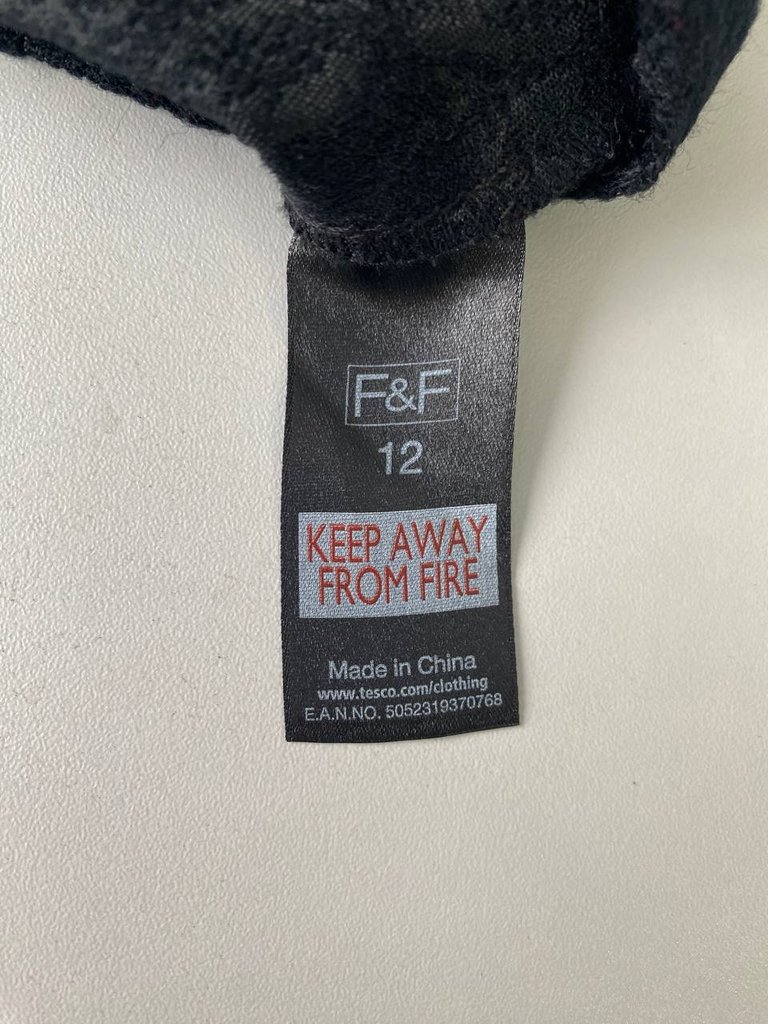 F&F
12
KEEP AWAY
FROM FIRE
Made in China
www.tesco.com/clothing
E.A.N.NO. 5052319370768